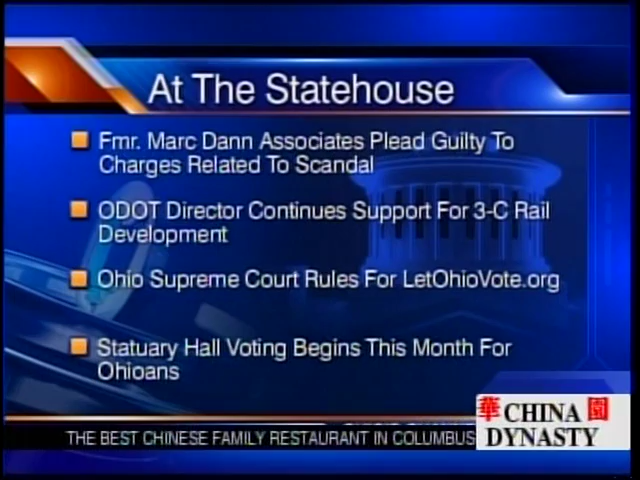 At The Statehouse
Fmr. Marc Dann Associates Plead Guilty To
Charges Related To Scandal
ODOT Director Continues Support For 3-C Rail
Development
Ohio Supreme Court Rules For LetOhioVote.org
Statuary Hall Voting Begins This Month For
Ohioans
華 CHINA 園
DYNASTY
THE BEST CHINESE FAMILY RESTAURANT IN COLUMBUS